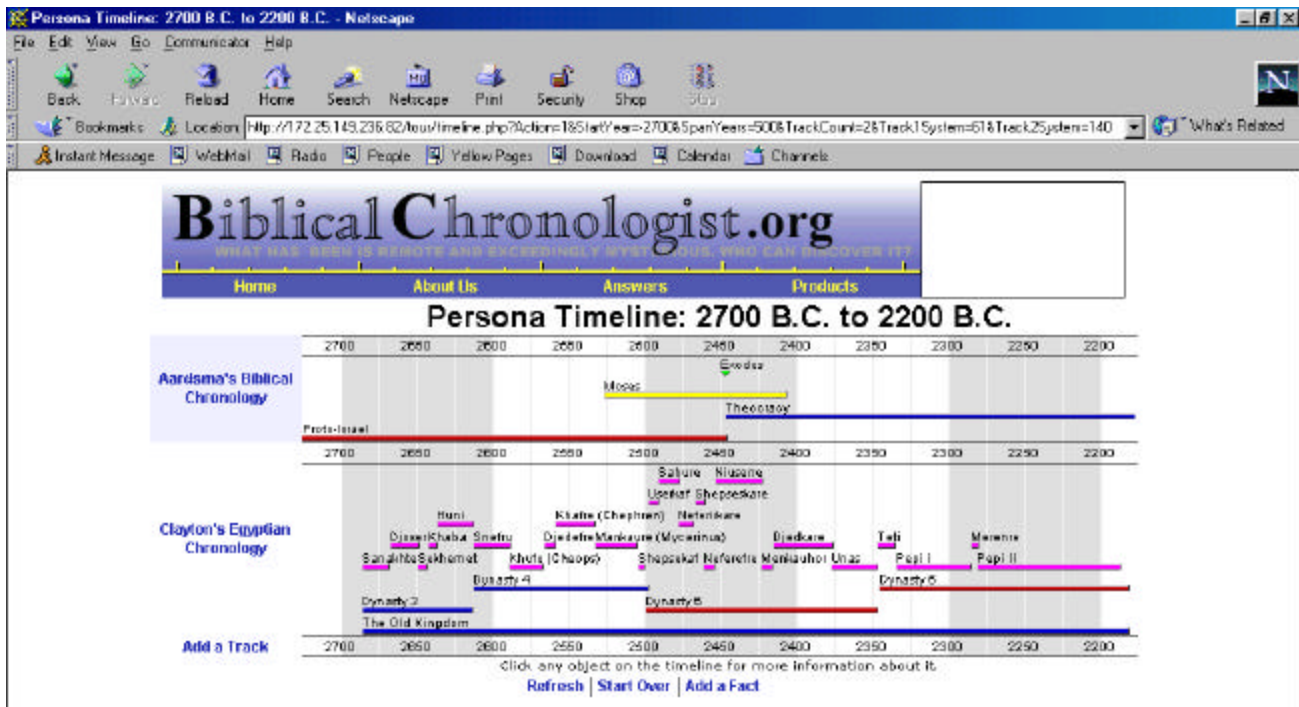 Persona Timeline: 2700 B.C. to 2200 B.C. - Netscape
File Edit View Go Communicator Help
Back Forward Reload Home Search Netscape Print Security Shop Stop
Bookmarks Location http://172.25.149.236:82/tour/timeline.php?Action=1&StartYear=-2700&SpanYears=500&TrackCount=2&Track1System=61&Track2System=140 What's Related
Instant Message WebMail Radio People Yellow Pages Download Calendar Channels
BiblicalChronologist.org
WHAT HAS BEEN IS REMOTE AND EXCEEDINGLY MYSTERIOUS. WHO CAN DISCOVER IT?
Home About Us Answers Products
Persona Timeline: 2700 B.C. to 2200 B.C.
2700 2650 2600 2550 2500 2450 2400 2350 2300 2250 2200
Exodus
Aardsma's Biblical
Chronology
Moses
Theocracy
Proto-Israel
2700 2650 2600 2550 2500 2450 2400 2350 2300 2250 2200
Sahure Niuserre
Userkaf Shepseskare
Huni Khafre (Chephren) Neferirkare
Clayton's Egyptian
Chronology
Djoser Khaba Snefru Djedefre Menkaure (Mycerinus) Djedkare Teti Merenre
Sanakhte Sekhemet Khufu (Cheops) Shepsekaf Neferefre Menkauhor Unas Pepi I Pepi II
Dynasty 4 Dynasty 6
Dynasty 3 Dynasty 5
The Old Kingdom
Add a Track
2700 2650 2600 2550 2500 2450 2400 2350 2300 2250 2200
Click any object on the timeline for more information about it
Refresh | Start Over | Add a Fact